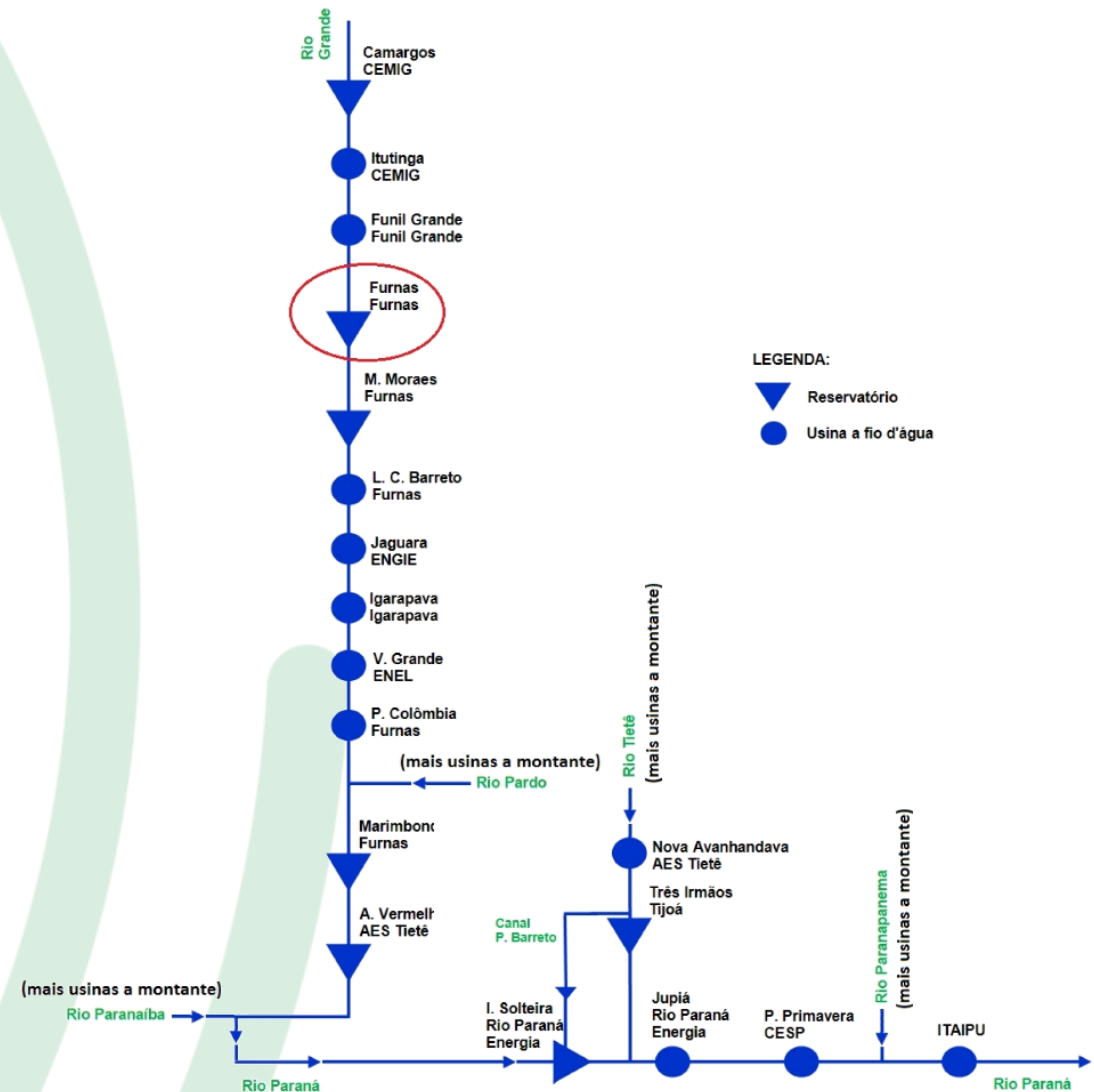 Rio
Grande
Camargos
CEMIG
Itutinga
CEMIG
Funil Grande
Funil Grande
Furnas
Furnas
M. Moraes
Furnas
LEGENDA:
Reservatório
Usina a fio d'água
L. C. Barreto
Furnas
Jaguara
ENGIE
Igarapava
Igarapava
V. Grande
ENEL
P. Colômbia
Furnas
(mais usinas a montante)
Rio Pardo
Rio Tietê
(mais usinas a montante)
Marimbond
Furnas
Nova Avanhandava
AES Tietê
Três Irmãos
Tijoá
A. Vermelh
AES Tietê
Canal
P. Barreto
Rio Paranapanema
(mais usinas a montante)
(mais usinas a montante)
Rio Paranaíba
I. Solteira
Rio Paraná
Energia
Jupiá
Rio Paraná
Energia
P. Primavera
CESP
ITAIPU
Rio Paraná
Rio Paraná